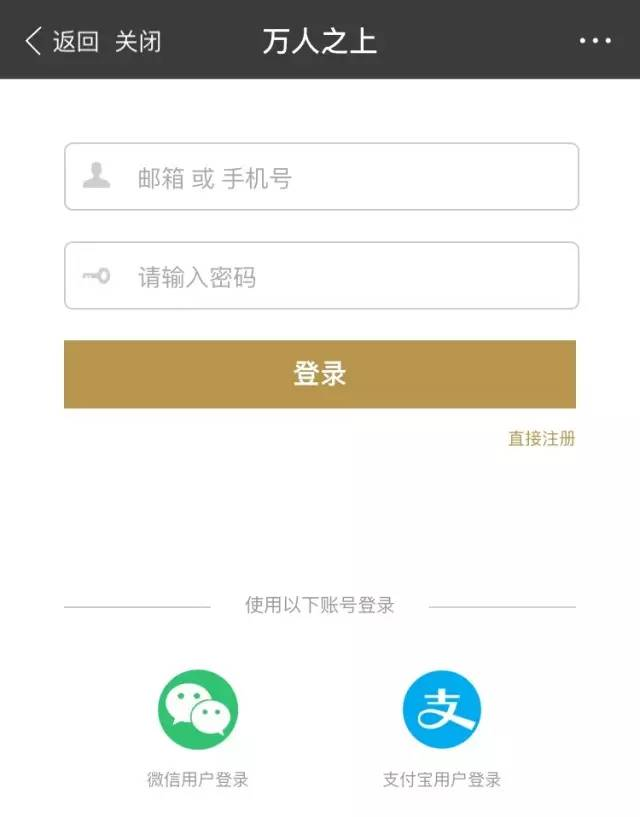 返回 关闭 万人之上
邮箱 或 手机号
请输入密码
登录
直接注册
使用以下账号登录
支
微信用户登录 支付宝用户登录